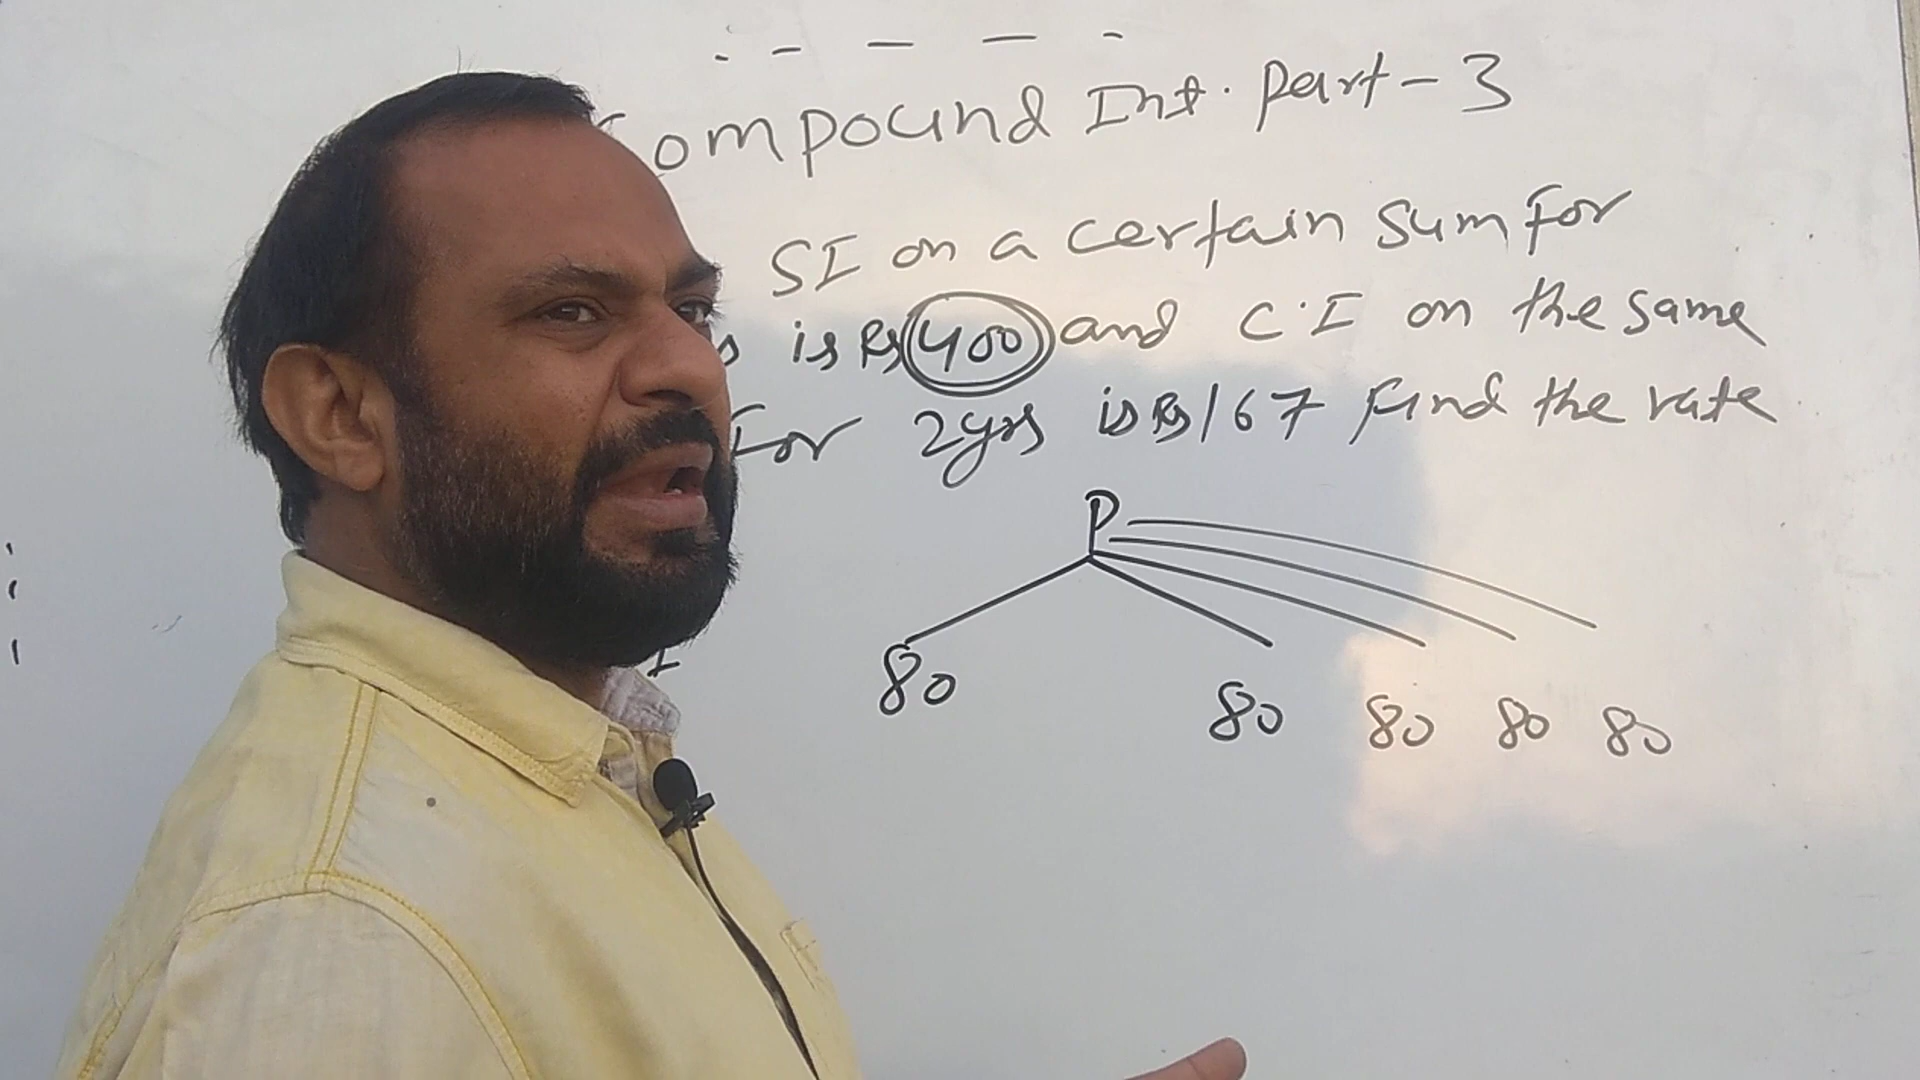 ompound Int. Part-3
SI on a certain Sum for
s is Rs 400 and C.I on the same
For 2yrs is Rs 167 Find the rate
P
80 80 80 80 80
I